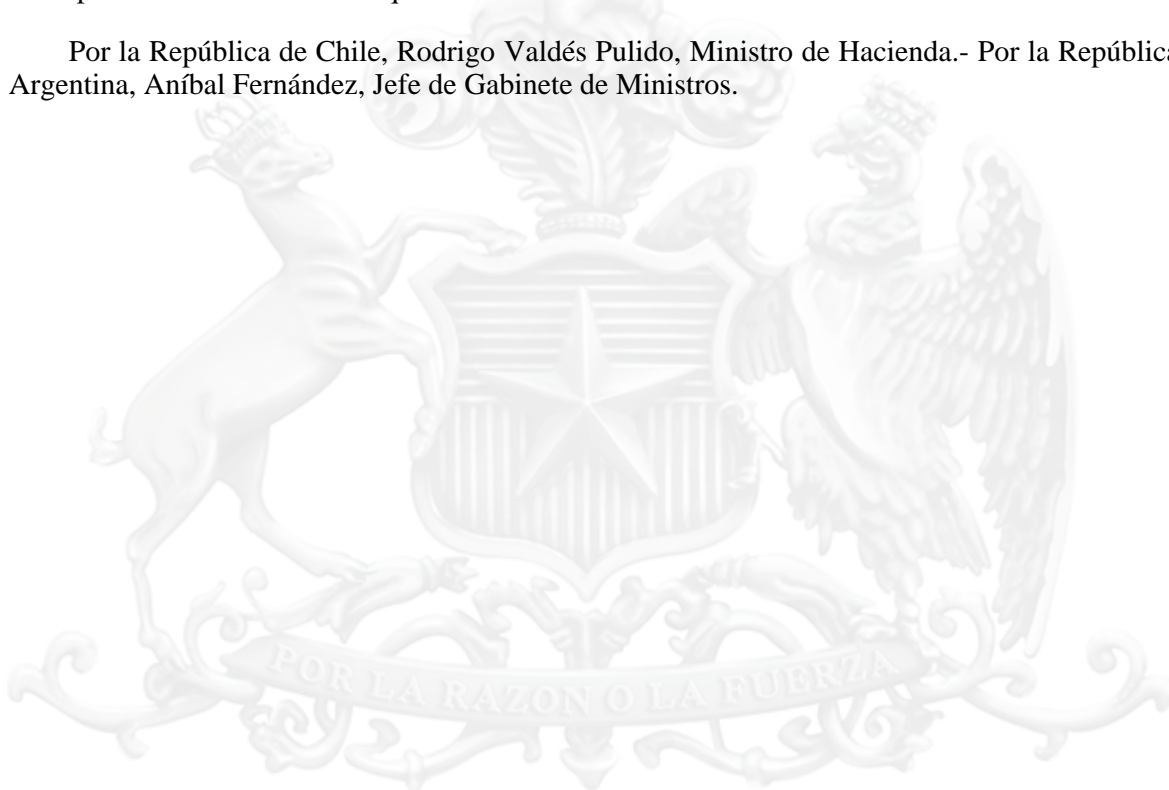 Por la República de Chile, Rodrigo Valdés Pulido, Ministro de Hacienda.- Por la República
Argentina, Aníbal Fernández, Jefe de Gabinete de Ministros.
POR LA RAZON O LA FUERZA